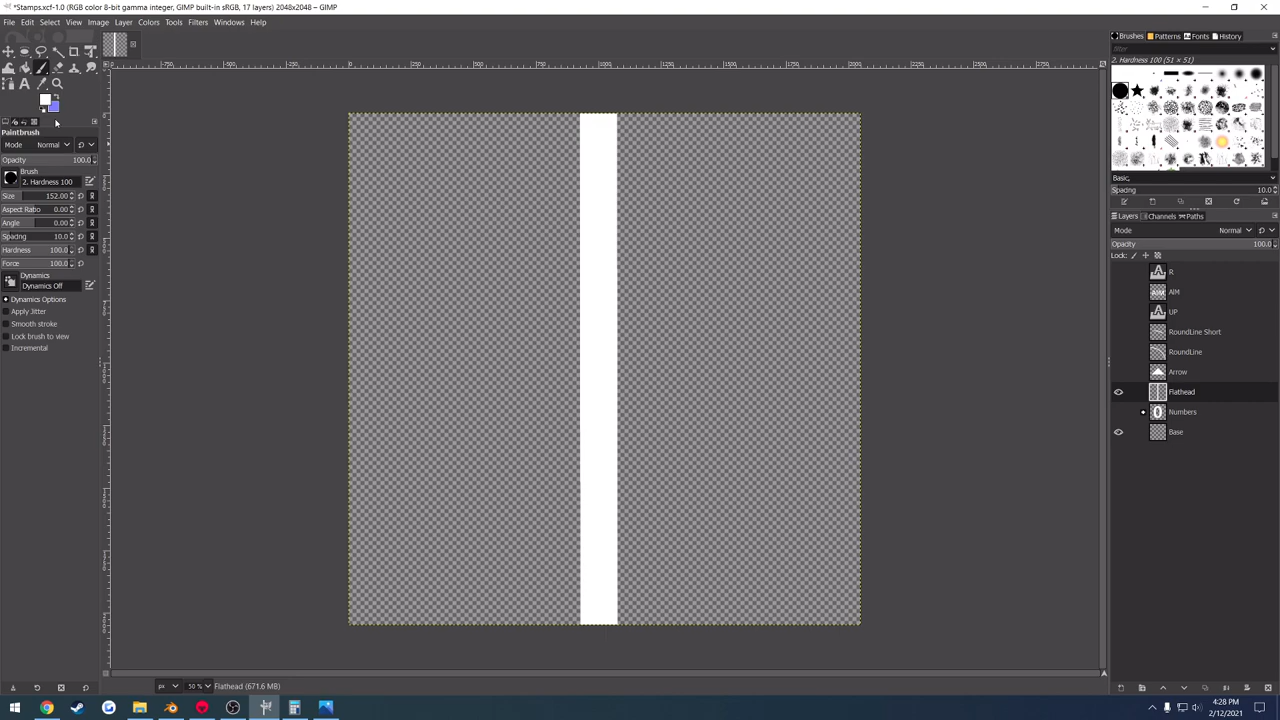 *Stamps.xcf-1.0 (RGB color 8-bit gamma integer, GIMP built-in sRGB, 17 layers) 2048x2048 – GIMP
File Edit Select View Image Layer Colors Tools Filters Windows Help
Brushes Patterns Fonts History
filter
2. Hardness 100 (51 × 51)
Paintbrush
Mode Normal
Opacity 100.0
Brush
2. Hardness 100
Size 152.00
Aspect Ratio 0.00
Angle 0.00
Spacing 10.0
Hardness 100.0
Force 100.0
Dynamics
Dynamics Off
Dynamics Options
Apply Jitter
Smooth stroke
Lock brush to view
Incremental
Basic,
Spacing 10.0
Layers Channels Paths
Mode Normal
Opacity 100.0
Lock:
R
AIM
UP
RoundLine Short
RoundLine
Arrow
Flathead
Numbers
Base
px 50 % Flathead (671.6 MB)
4:28 PM
2/12/2021